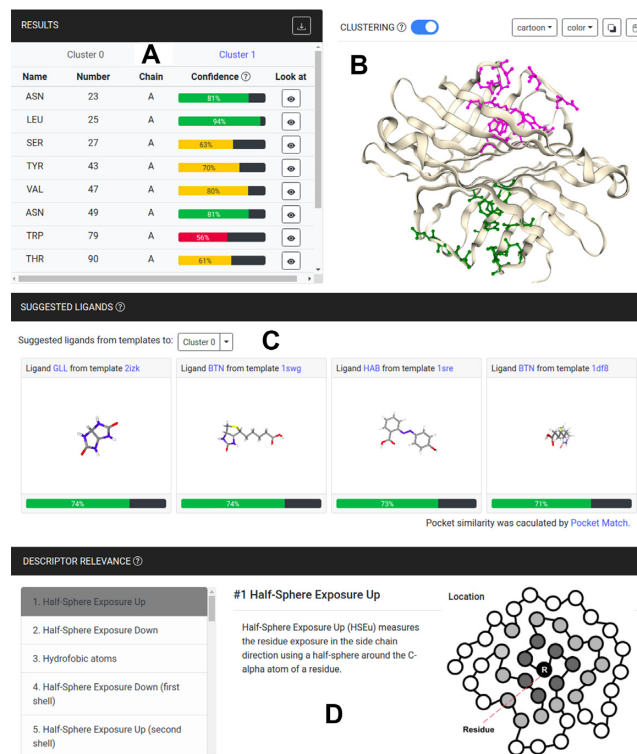 RESULTS
Cluster 0 A Cluster 1
Name Number Chain Confidence Look at
ASN 23 A 81%
LEU 25 A 94%
SER 27 A 63%
TYR 43 A 70%
VAL 47 A 80%
ASN 49 A 81%
TRP 79 A 56%
THR 90 A 61%
CLUSTERING
cartoon color
B
SUGGESTED LIGANDS
Suggested ligands from templates to: Cluster 0 C
Ligand GLL from template 2izk
Ligand BTN from template 1swg
Ligand HAB from template 1sre
Ligand BTN from template 1df8
74% 74% 73% 71%
Pocket similarity was caculated by Pocket Match.
DESCRIPTOR RELEVANCE
1. Half-Sphere Exposure Up
2. Half-Sphere Exposure Down
3. Hydrofobic atoms
4. Half-Sphere Exposure Down (first
shell)
5. Half-Sphere Exposure Up (second
shell)
#1 Half-Sphere Exposure Up
Half-Sphere Exposure Up (HSEu) measures
the residue exposure in the side chain
direction using a half-sphere around the C-
alpha atom of a residue.
D
Location
R
Residue